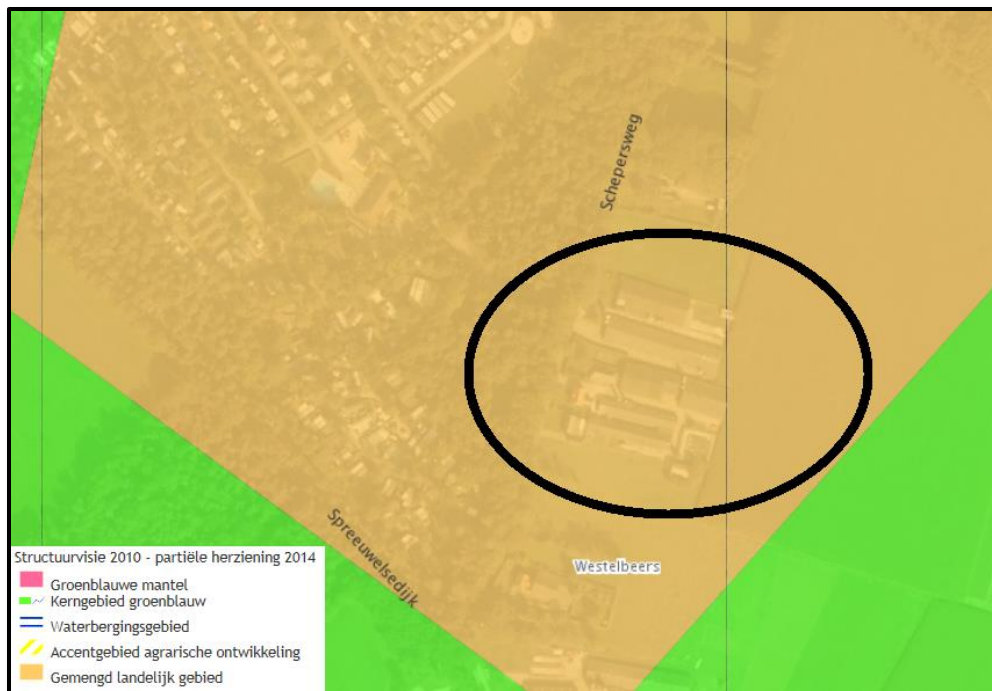 Schepersweg
Spreeuwelsedijk
Westelbeers
Structuurvisie 2010 - partiële herziening 2014
Groenblauwe mantel
Kerngebied groenblauw
Waterbergingsgebied
Accentgebied agrarische ontwikkeling
Gemengd landelijk gebied